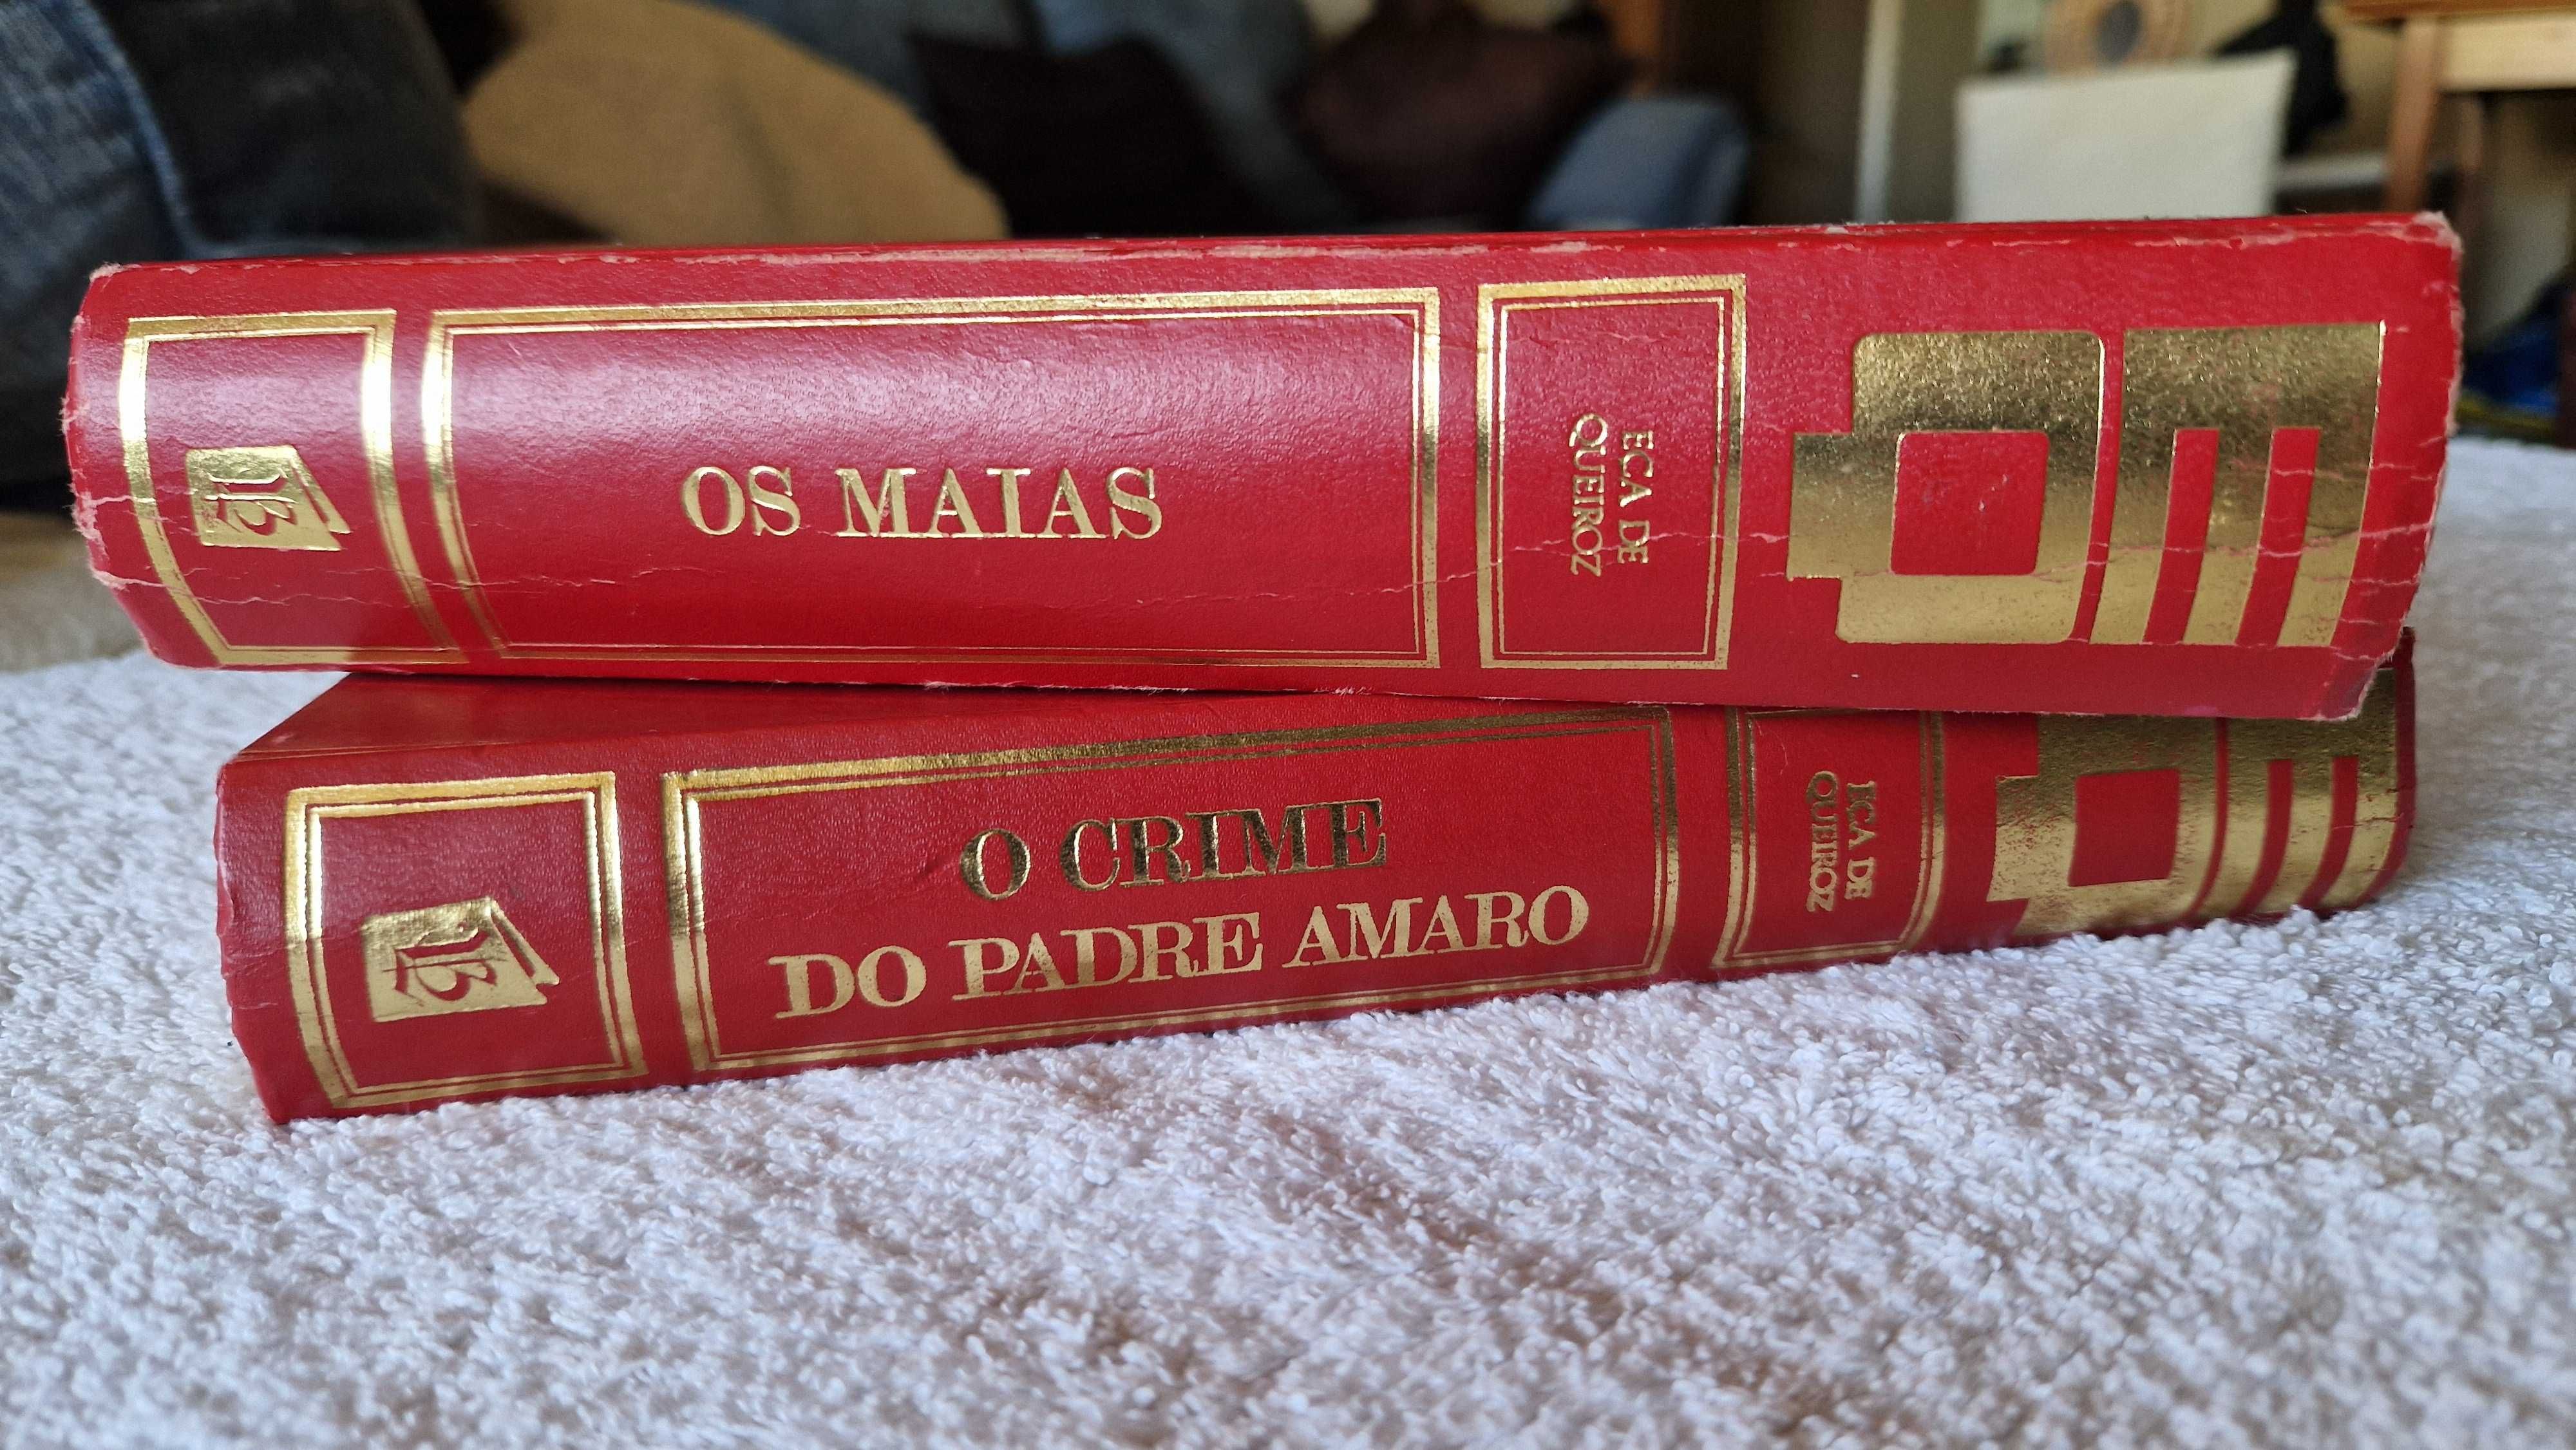 OS MAIAS
EÇA DE
QUEIROZ
O CRIME
DO PADRE AMARO
EÇA DE
QUEIROZ